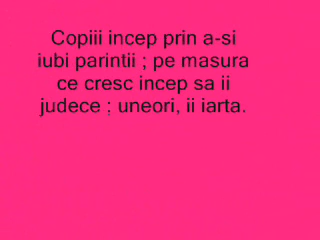 Copiii incep prin a-si
iubi parintii ; pe masura
ce cresc incep sa ii
judece ; uneori, ii iarta.